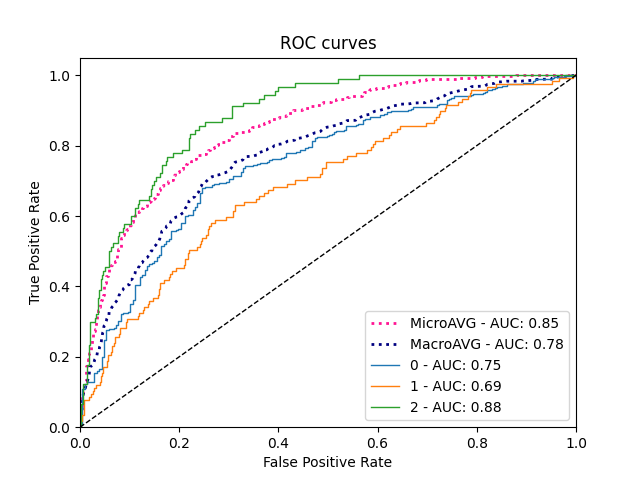 ROC curves
True Positive Rate
1.0
0.8
0.6
0.4
0.2
0.0
MicroAVG - AUC: 0.85
MacroAVG - AUC: 0.78
0 - AUC: 0.75
1 - AUC: 0.69
2 - AUC: 0.88
0.0 0.2 0.4 0.6 0.8 1.0
False Positive Rate